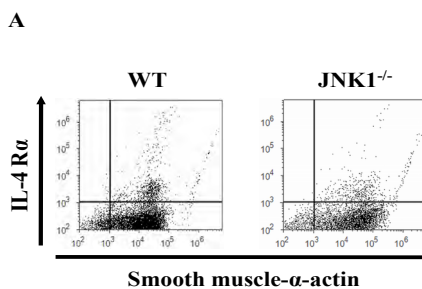 A
WT JNK1-/-
IL-4 Rα
10⁶ 10⁶
10⁵ 10⁵
10⁴ 10⁴
10³ 10³
10² 10²
10² 10³ 10⁴ 10⁵ 10⁶ 10² 10³ 10⁴ 10⁵ 10⁶
Smooth muscle-α-actin